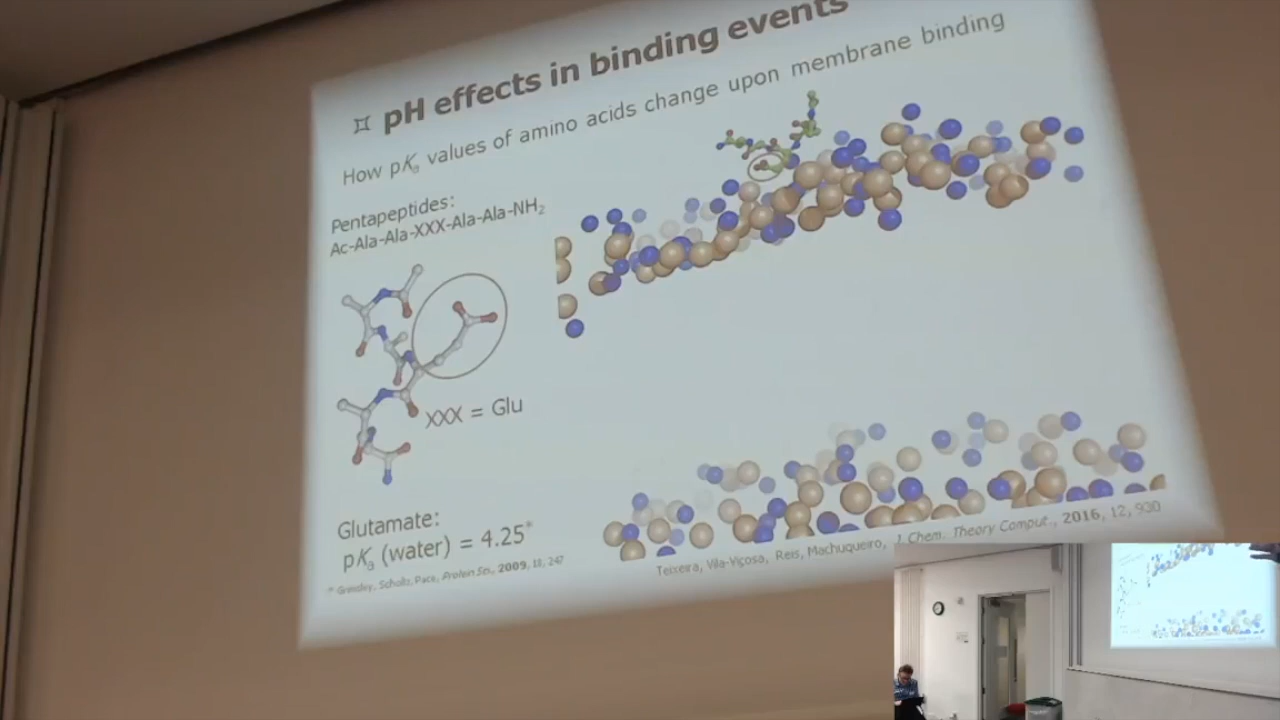 ¤ pH effects in binding events
How pKa values of amino acids change upon membrane binding
Pentapeptides:
Ac-Ala-Ala-XXX-Ala-Ala-NH2
XXX = Glu
Glutamate:
pKa (water) = 4.25*
* Grimsley, Scholtz, Pace, Protein Sci., 2009, 18, 247
Teixeira, Vila-Viçosa, Reis, Machuqueiro, J. Chem. Theory Comput., 2016, 12, 930